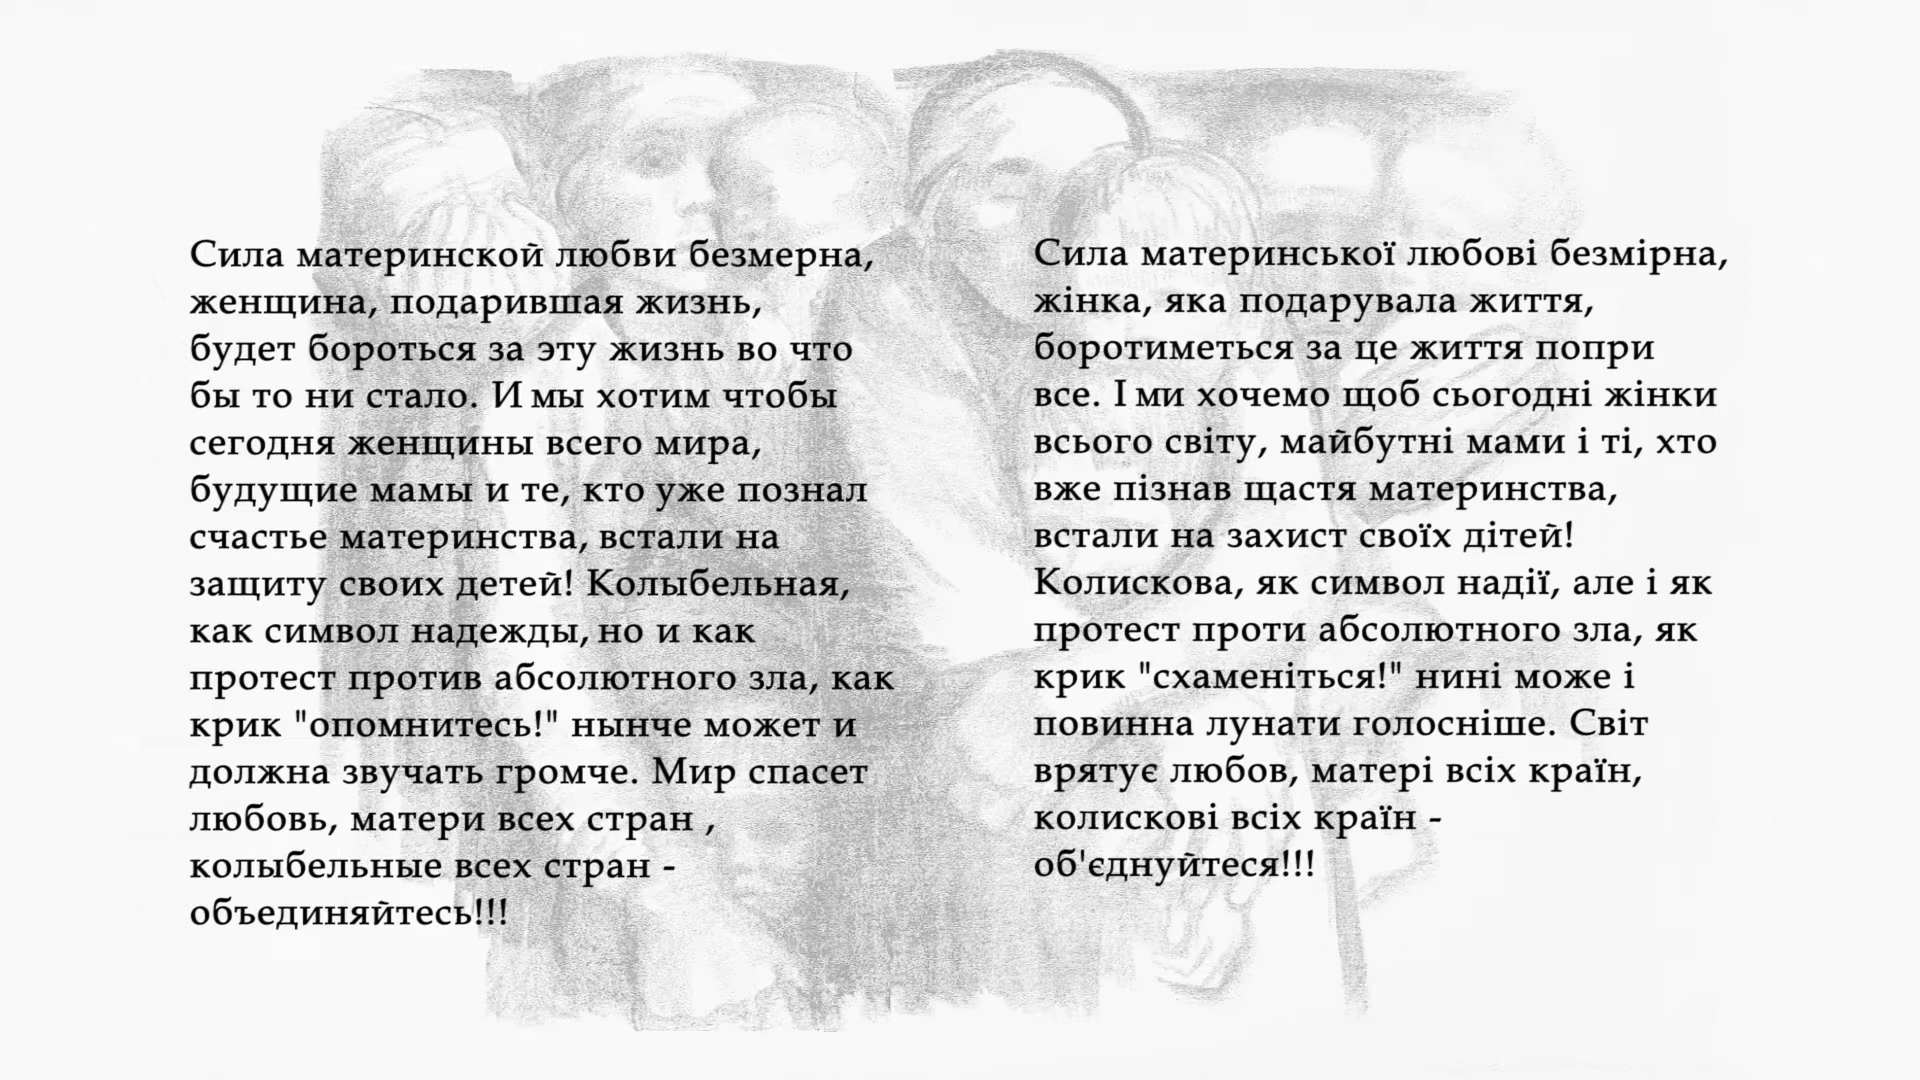 Сила материнской любви безмерна,
женщина, подарившая жизнь,
будет бороться за эту жизнь во что
бы то ни стало. И мы хотим чтобы
сегодня женщины всего мира,
будущие мамы и те, кто уже познал
счастье материнства, встали на
защиту своих детей! Колыбельная,
как символ надежды, но и как
протест против абсолютного зла, как
крик "опомнитесь!" нынче может и
должна звучать громче. Мир спасет
любовь, матери всех стран ,
колыбельные всех стран -
объединяйтесь!!!
Сила материнської любові безмірна,
жінка, яка подарувала життя,
боротиметься за це життя попри
все. І ми хочемо щоб сьогодні жінки
всього світу, майбутні мами і ті, хто
вже пізнав щастя материнства,
встали на захист своїх дітей!
Колискова, як символ надії, але і як
протест проти абсолютного зла, як
крик "схаменіться!" нині може і
повинна лунати голосніше. Світ
врятує любов, матері всіх країн,
колискові всіх країн -
об'єднуйтеся!!!